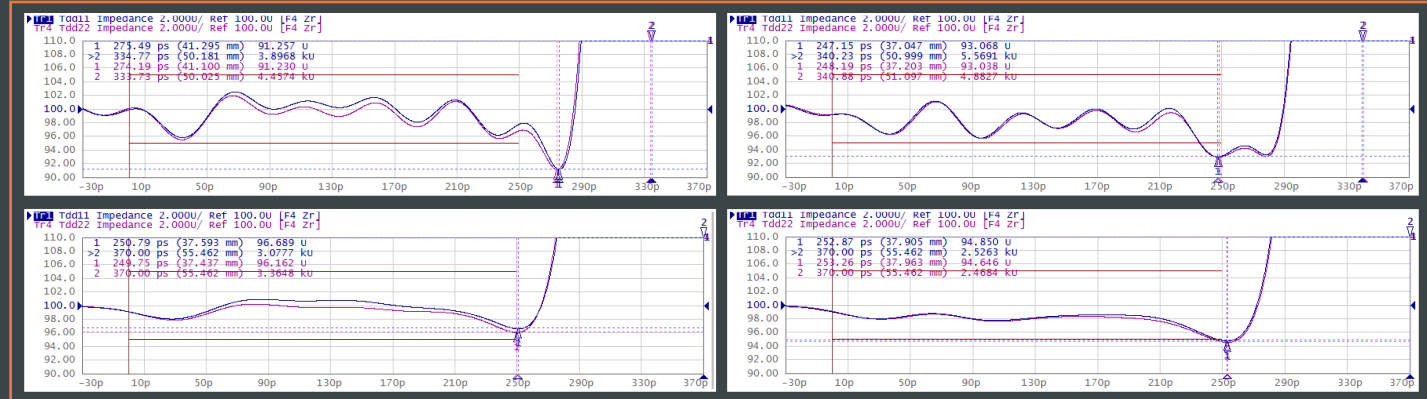 Tr1 Tdd11 Impedance 2.000U/ Ref 100.0U [F4 Zr]
Tr4 Tdd22 Impedance 2.000U/ Ref 100.0U [F4 Zr]
2
110.0
1
1 275.49 ps (41.295 mm) 91.257 U
108.0
>2 334.77 ps (50.181 mm) 3.8968 kU
106.0
1 274.19 ps (41.100 mm) 91.230 U
104.0
2 333.73 ps (50.025 mm) 4.4574 kU
102.0
100.0
98.00
96.00
94.00
92.00
90.00
-30p 10p 50p 90p 130p 170p 210p 250p 290p 330p 370p
Tr1 Tdd11 Impedance 2.000U/ Ref 100.0U [F4 Zr]
Tr4 Tdd22 Impedance 2.000U/ Ref 100.0U [F4 Zr]
2
110.0
1
1 247.15 ps (37.047 mm) 93.068 U
108.0
>2 340.23 ps (50.999 mm) 5.5691 kU
106.0
1 248.19 ps (37.203 mm) 93.038 U
104.0
2 340.88 ps (51.097 mm) 4.8827 kU
102.0
100.0
98.00
96.00
94.00
92.00
90.00
-30p 10p 50p 90p 130p 170p 210p 250p 290p 330p 370p
Tr1 Tdd11 Impedance 2.000U/ Ref 100.0U [F4 Zr]
Tr4 Tdd22 Impedance 2.000U/ Ref 100.0U [F4 Zr]
2
110.0
1 250.79 ps (37.593 mm) 96.689 U
108.0
>2 370.00 ps (55.462 mm) 3.0777 kU
106.0
1 249.75 ps (37.437 mm) 96.162 U
104.0
2 370.00 ps (55.462 mm) 3.3648 kU
102.0
100.0
98.00
96.00
94.00
92.00
90.00
-30p 10p 50p 90p 130p 170p 210p 250p 290p 330p 370p
Tr1 Tdd11 Impedance 2.000U/ Ref 100.0U [F4 Zr]
Tr4 Tdd22 Impedance 2.000U/ Ref 100.0U [F4 Zr]
2
110.0
1 252.87 ps (37.905 mm) 94.850 U
108.0
>2 370.00 ps (55.462 mm) 2.5263 kU
106.0
1 253.26 ps (37.963 mm) 94.646 U
104.0
2 370.00 ps (55.462 mm) 2.4684 kU
102.0
100.0
98.00
96.00
94.00
92.00
90.00
-30p 10p 50p 90p 130p 170p 210p 250p 290p 330p 370p